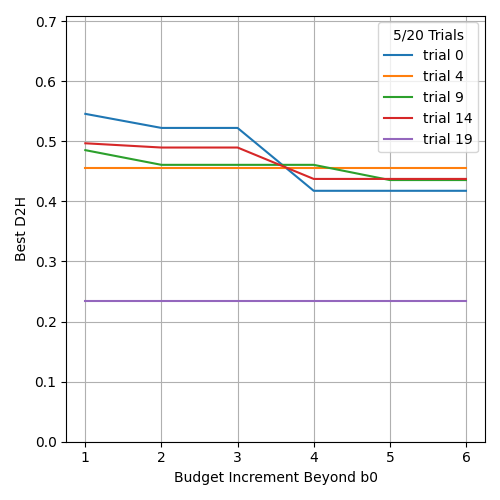 5/20 Trials
trial 0
trial 4
trial 9
trial 14
trial 19
0.7
0.6
0.5
0.4
0.3
0.2
0.1
0.0
Best D2H
1 2 3 4 5 6
Budget Increment Beyond b0